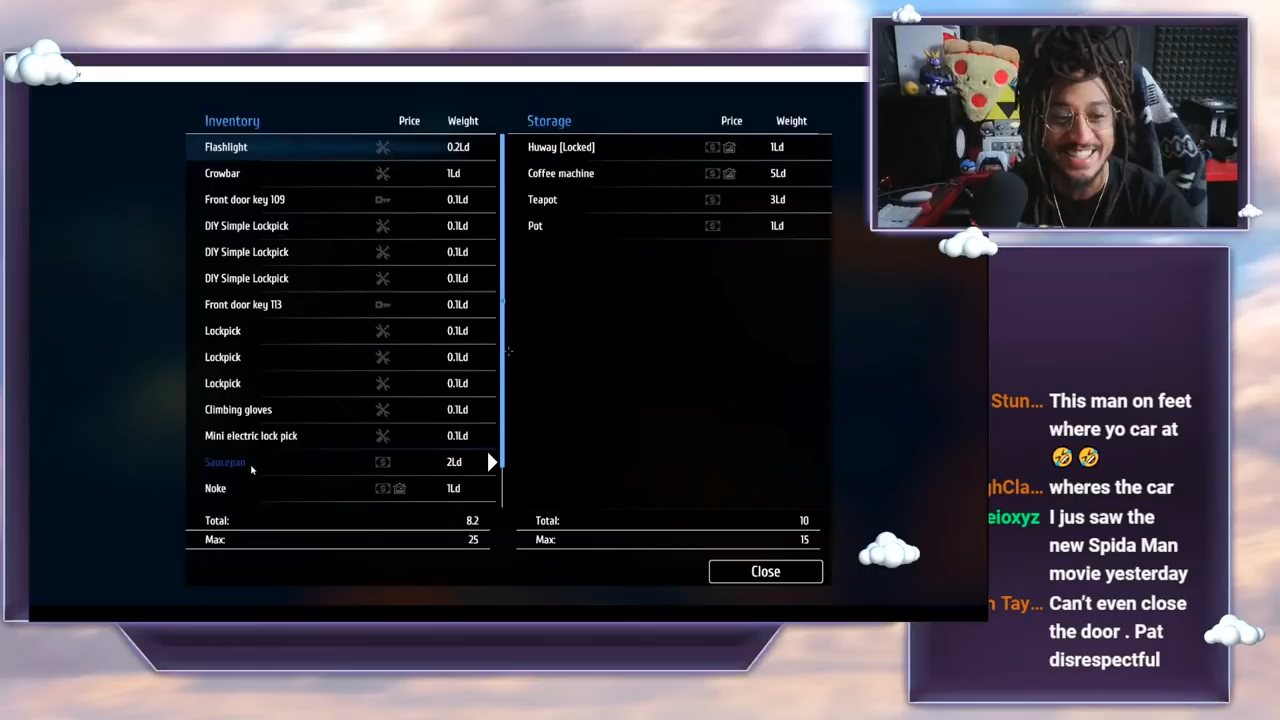 Inventory Price Weight
Flashlight 0.2Ld
Crowbar 1Ld
Front door key 109 0.1Ld
DIY Simple Lockpick 0.1Ld
DIY Simple Lockpick 0.1Ld
DIY Simple Lockpick 0.1Ld
Front door key 113 0.1Ld
Lockpick 0.1Ld
Lockpick 0.1Ld
Lockpick 0.1Ld
Climbing gloves 0.1Ld
Mini electric lock pick 0.1Ld
Saucepan 2Ld
Noke 1Ld
Total: 8.2
Max: 25
Storage Price Weight
Huway [Locked] 1Ld
Coffee machine 5Ld
Teapot 3Ld
Pot 1Ld
Total: 10
Max: 15
Close
Stun... This man on feet
where yo car at
🤣 🤣
ghCla... wheres the car
eioxyz I jus saw the
new Spida Man
movie yesterday
n Tay... Can't even close
the door . Pat
disrespectful